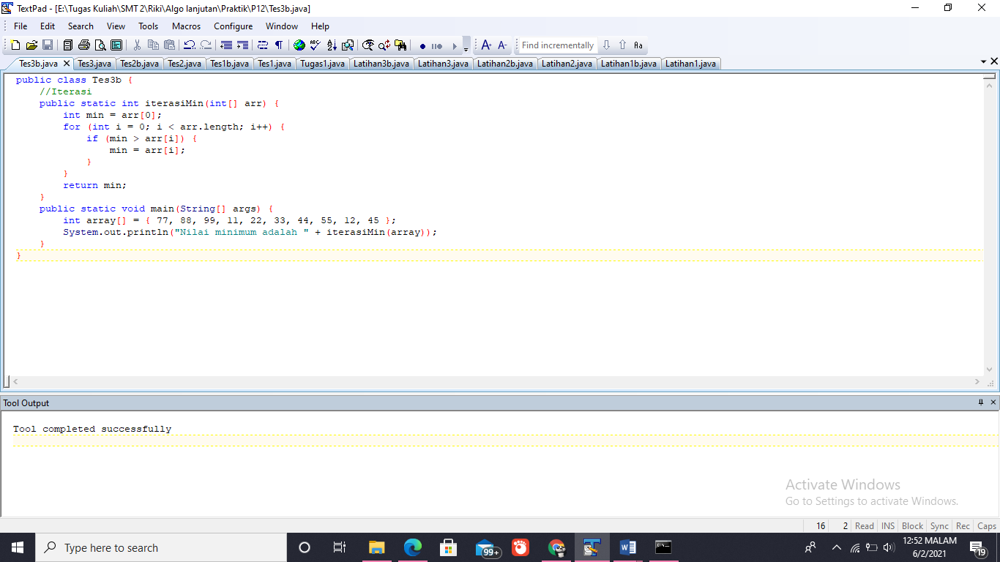 TextPad - [E:\Tugas Kuliah\SMT 2\Riki\Algo lanjutan\Praktik\P12\Tes3b.java]
File Edit Search View Tools Macros Configure Window Help
Find incrementally
Tes3b.java Tes3.java Tes2b.java Tes2.java Tes1b.java Tes1.java Tugas1.java Latihan3b.java Latihan3.java Latihan2b.java Latihan2.java Latihan1b.java Latihan1.java
public class Tes3b {
    //Iterasi
    public static int iterasiMin(int[] arr) {
        int min = arr[0];
        for (int i = 0; i < arr.length; i++) {
            if (min > arr[i]) {
                min = arr[i];
            }
        }
        return min;
    }
    public static void main(String[] args) {
        int array[] = { 77, 88, 99, 11, 22, 33, 44, 55, 12, 45 };
        System.out.println("Nilai minimum adalah " + iterasiMin(array));
    }
}
Tool Output
Tool completed successfully
Activate Windows
Go to Settings to activate Windows.
16 2 Read INS Block Sync Rec Caps
Type here to search
99+
12:52 MALAM
6/2/2021
19